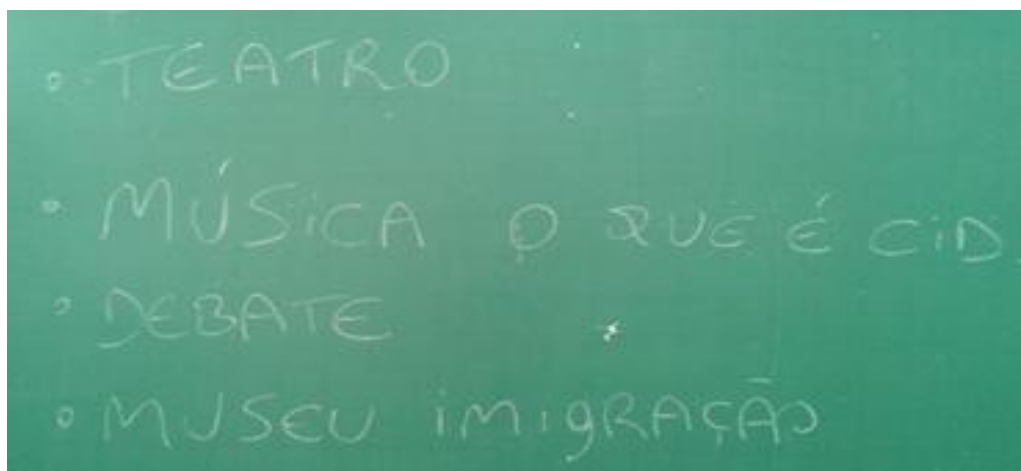 • TEATRO
• MÚSiCA O QUE É CiD.
• DEBATE
• MUSEU iMigRAÇÃO